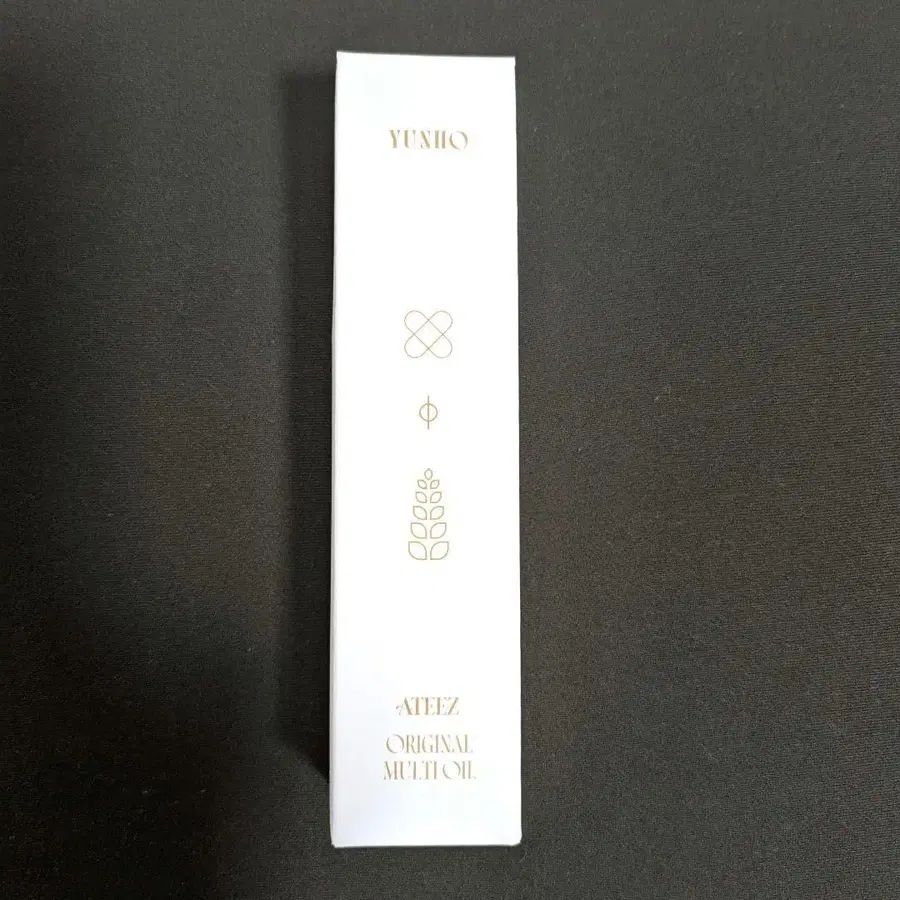 YUNHO
ATEEZ
ORIGINAL
MULTI OIL